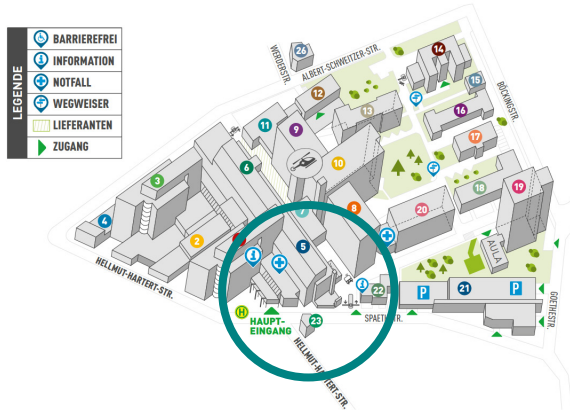 LEGENDE
BARRIEREFREI
INFORMATION
NOTFALL
WEGWEISER
LIEFERANTEN
ZUGANG
26
WERDERSTR.
ALBERT-SCHWEITZER-STR.
14
15
BÖCKINGSTR.
12
13
16
11
9
17
10
6
3
18
19
7
8
20
4
2
5
AULA
22
P
21
P
H
HAUPT-
EINGANG
23
SPAETHSTR.
GOETHESTR.
HELLMUT-HARTERT-STR.
HELLMUT-HARTERT-STR.